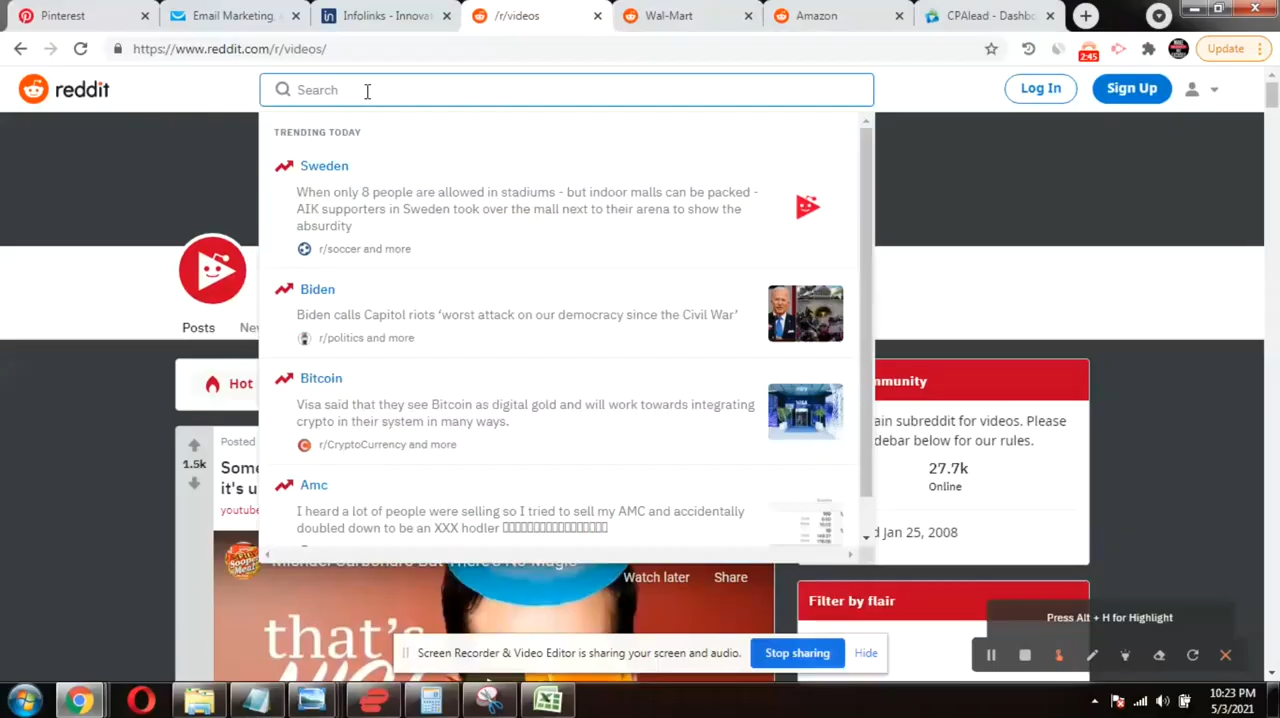 Pinterest
Email Marketing,
Infolinks - Innovat
/r/videos
Wal-Mart
Amazon
CPAlead - Dashbo
https://www.reddit.com/r/videos/
2:45
Update
reddit
Search
Log In
Sign Up
TRENDING TODAY
Sweden
When only 8 people are allowed in stadiums - but indoor malls can be packed -
AIK supporters in Sweden took over the mall next to their arena to show the
absurdity
r/soccer and more
Biden
Biden calls Capitol riots ‘worst attack on our democracy since the Civil War’
r/politics and more
Bitcoin
Visa said that they see Bitcoin as digital gold and will work towards integrating
crypto in their system in many ways.
r/CryptoCurrency and more
Amc
I heard a lot of people were selling so I tried to sell my AMC and accidentally
doubled down to be an XXX hodler
Posts
Hot
Posted
1.5k
Some
it's u
youtube
mmunity
ain subreddit for videos. Please
debar below for our rules.
27.7k
Online
d Jan 25, 2008
Filter by flair
Watch later
Share
that's
Press Alt + H for Highlight
Screen Recorder & Video Editor is sharing your screen and audio.
Stop sharing
Hide
10:23 PM
5/3/2021